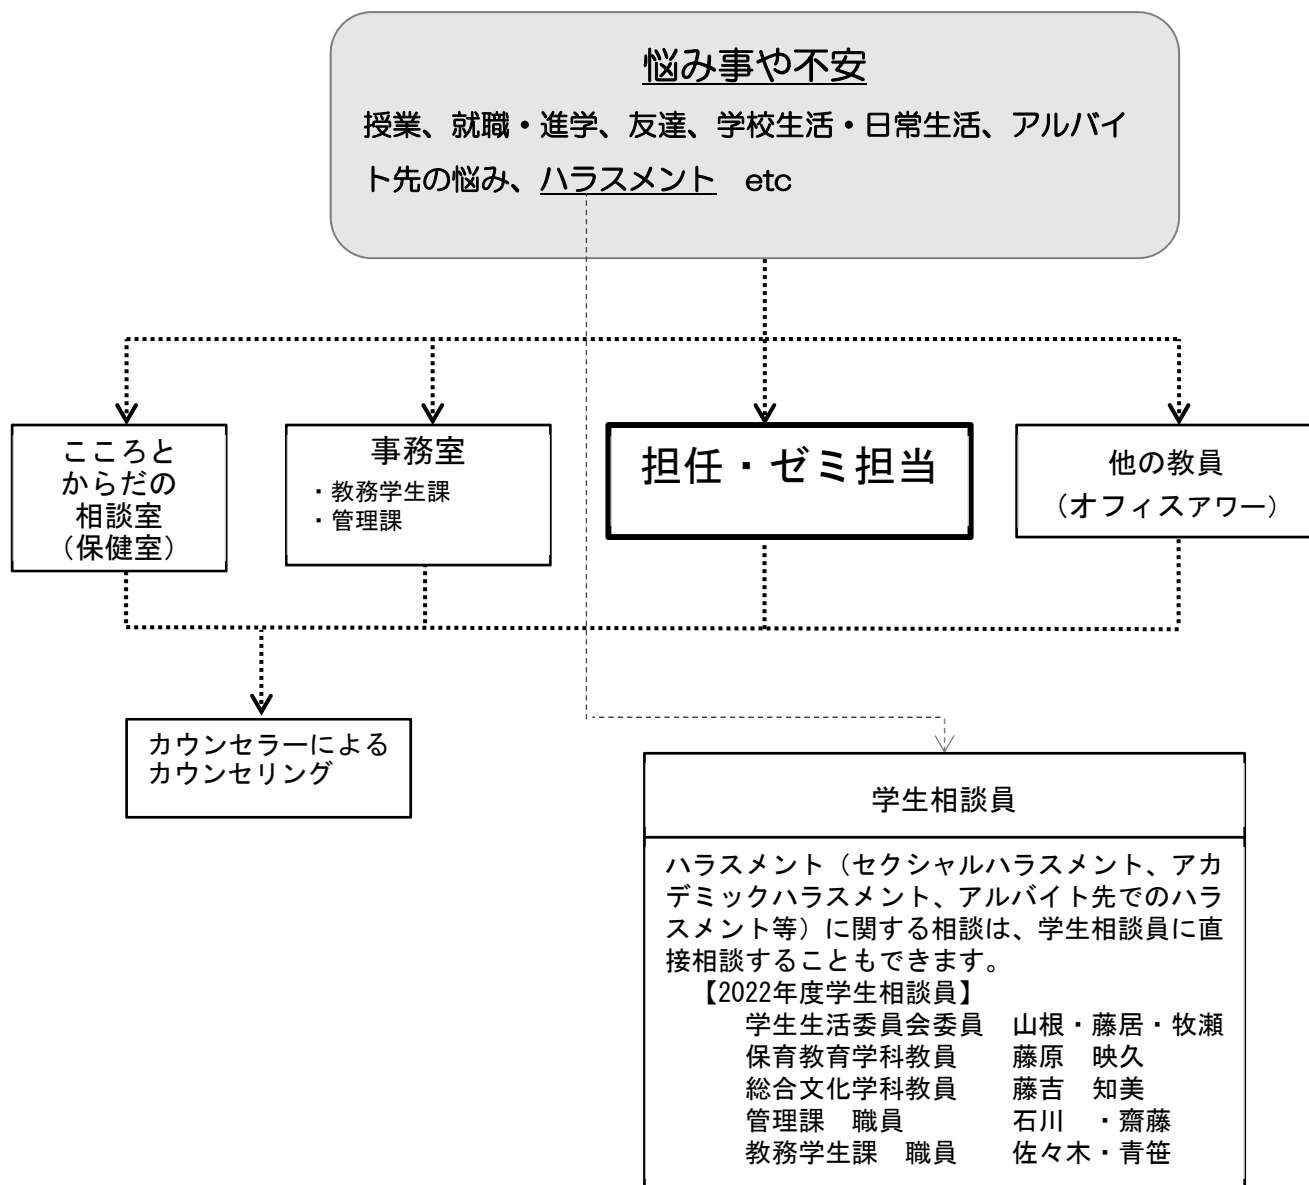 悩み事や不安
授業、就職・進学、友達、学校生活・日常生活、アルバイ
ト先の悩み、ハラスメント　etc
こころと
からだの
相談室
（保健室）
事務室
・教務学生課
・管理課
担任・ゼミ担当
他の教員
（オフィスアワー）
カウンセラーによる
カウンセリング
学生相談員
ハラスメント（セクシャルハラスメント、アカ
デミックハラスメント、アルバイト先でのハラ
スメント等）に関する相談は、学生相談員に直
接相談することもできます。
【2022年度学生相談員】
学生生活委員会委員　山根・藤居・牧瀬
保育教育学科教員　藤原　映久
総合文化学科教員　藤吉　知美
管理課　職員　石川　・齋藤
教務学生課　職員　佐々木・青笹